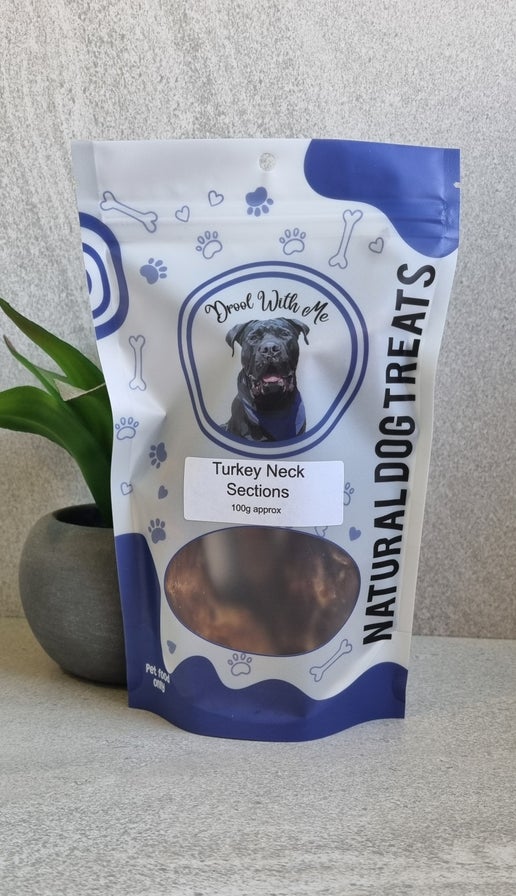 Drool With Me
Turkey Neck
Sections
100g approx
NATURAL DOG TREATS
Pet food
only